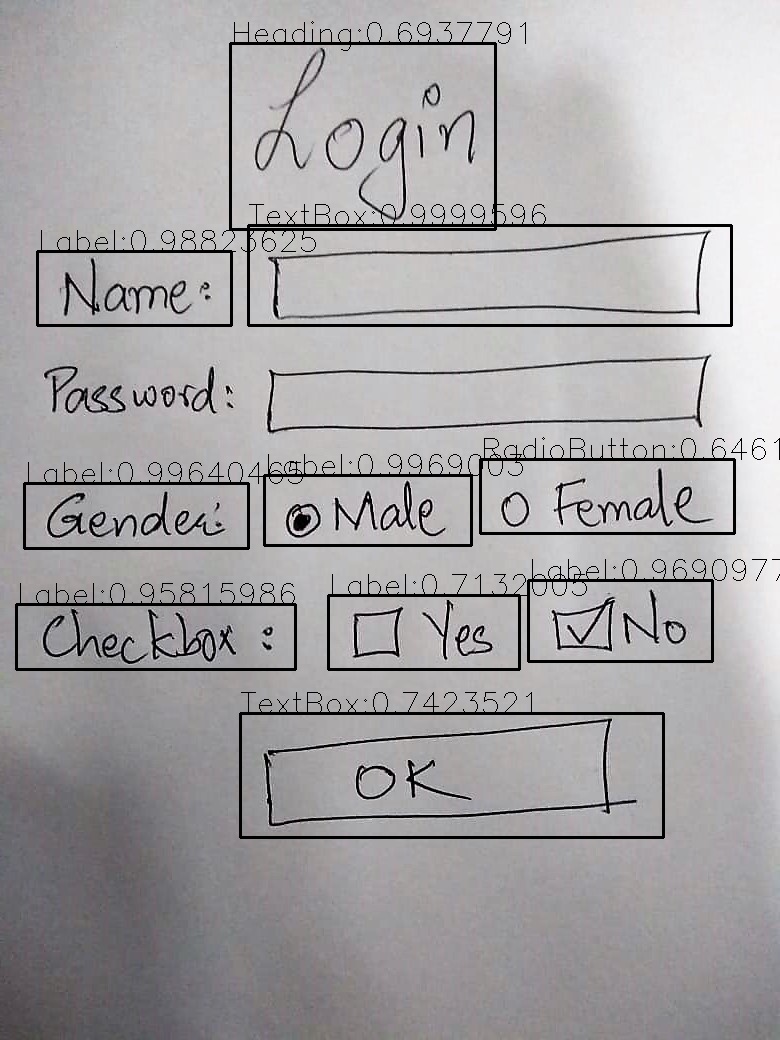 Heading:0.6937791
Login
TextBox:0.9999596
Label:0.98823625
Name:
Password:
RadioButton:0.6461
Label:0.99640465 Label:0.9969003
Gender: Male Female
Label:0.95815986 Label:0.7132005 Label:0.9690977
Checkbox : Yes No
TextBox:0.7423521
OK